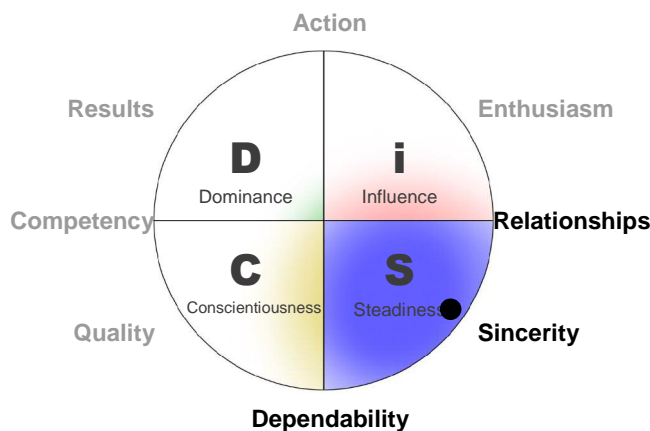 Action
Results
Enthusiasm
D
i
Dominance
Influence
Competency
Relationships
C
S
Conscientiousness
Steadiness
Quality
Sincerity
Dependability